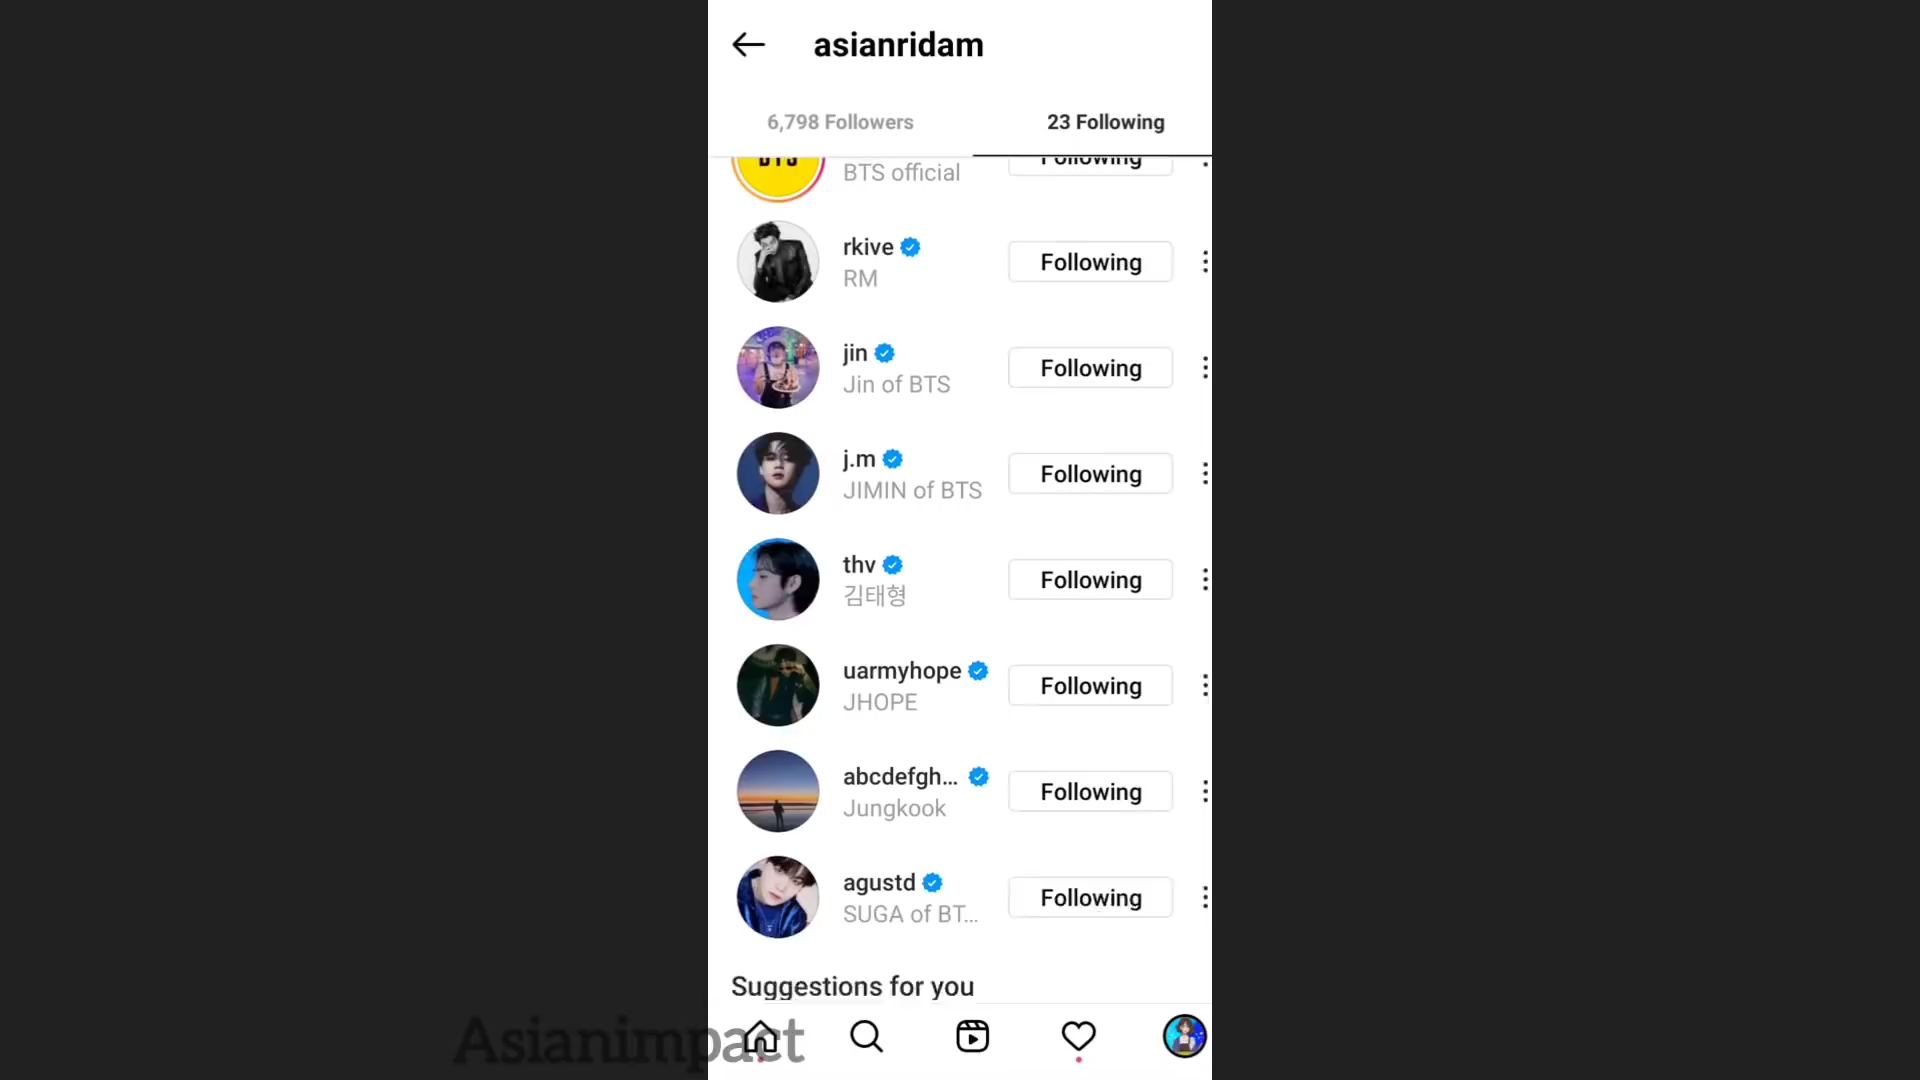 asianridam
6,798 Followers
23 Following
BTS
BTS official
Following
rkive
RM
Following
jin
Jin of BTS
Following
j.m
JIMIN of BTS
Following
thv
김태형
Following
uarmyhope
JHOPE
Following
abcdefgh...
Jungkook
Following
agustd
SUGA of BT...
Following
Suggestions for you
Asianimpact